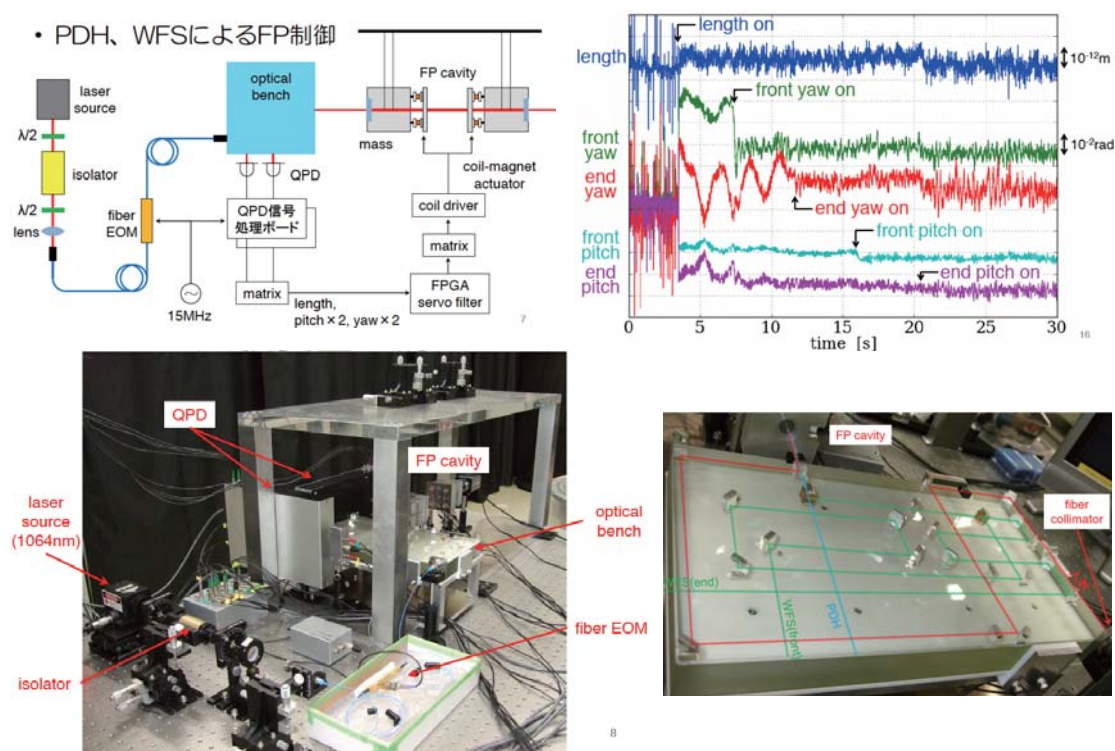 • PDH、WFSによるFP制御
laser
source
λ/2
isolator
λ/2
lens
fiber
EOM
15MHz
optical
bench
QPD
QPD信号
処理ボード
matrix
length,
pitch×2, yaw×2
FPGA
servo filter
matrix
coil driver
FP cavity
mass
coil-magnet
actuator
7
length
front
yaw
end
yaw
front
pitch
end
pitch
length on
front yaw on
end yaw on
front pitch on
end pitch on
10⁻¹²m
10⁻²rad
0 5 10 15 20 25 30
time [s]
16
QPD
FP cavity
laser
source
(1064nm)
optical
bench
fiber EOM
isolator
8
FP cavity
fiber
collimator
WFS(end)
WFS(front)
PDH